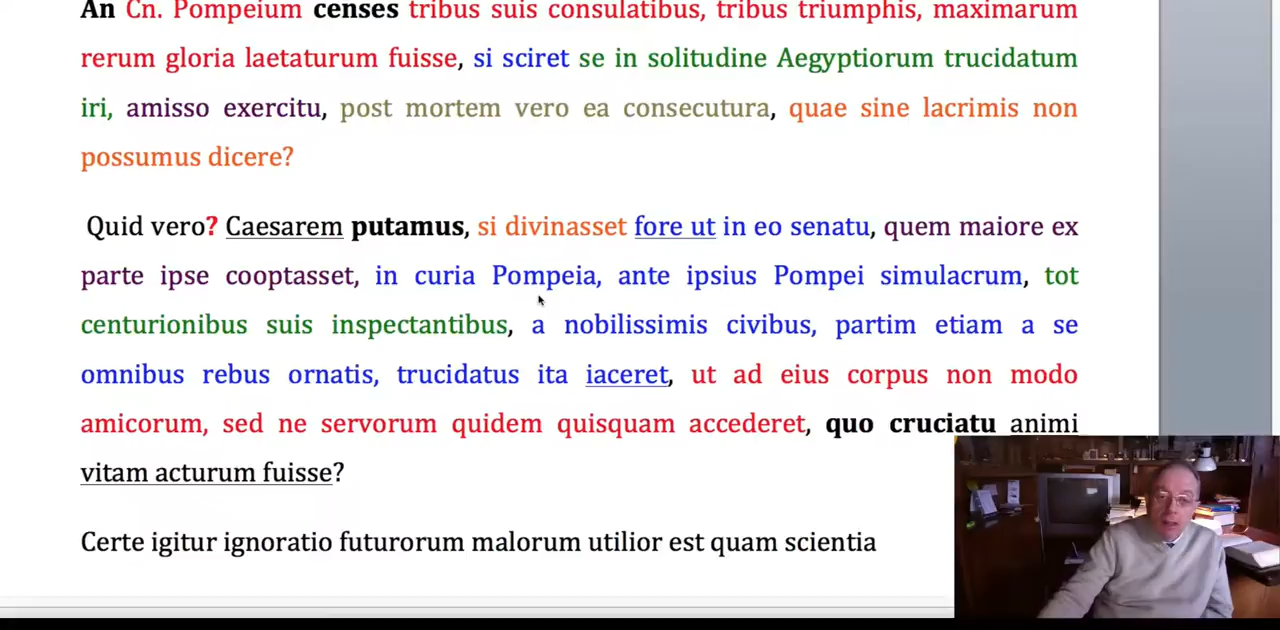 An Cn. Pompeium censes tribus suis consulatibus, tribus triumphis, maximarum
rerum gloria laetaturum fuisse, si sciret se in solitudine Aegyptiorum trucidatum
iri, amisso exercitu, post mortem vero ea consecutura, quae sine lacrimis non
possumus dicere?
Quid vero? Caesarem putamus, si divinasset fore ut in eo senatu, quem maiore ex
parte ipse cooptasset, in curia Pompeia, ante ipsius Pompei simulacrum, tot
centurionibus suis inspectantibus, a nobilissimis civibus, partim etiam a se
omnibus rebus ornatis, trucidatus ita iaceret, ut ad eius corpus non modo
amicorum, sed ne servorum quidem quisquam accederet, quo cruciatu animi
vitam acturum fuisse?
Certe igitur ignoratio futurorum malorum utilior est quam scientia